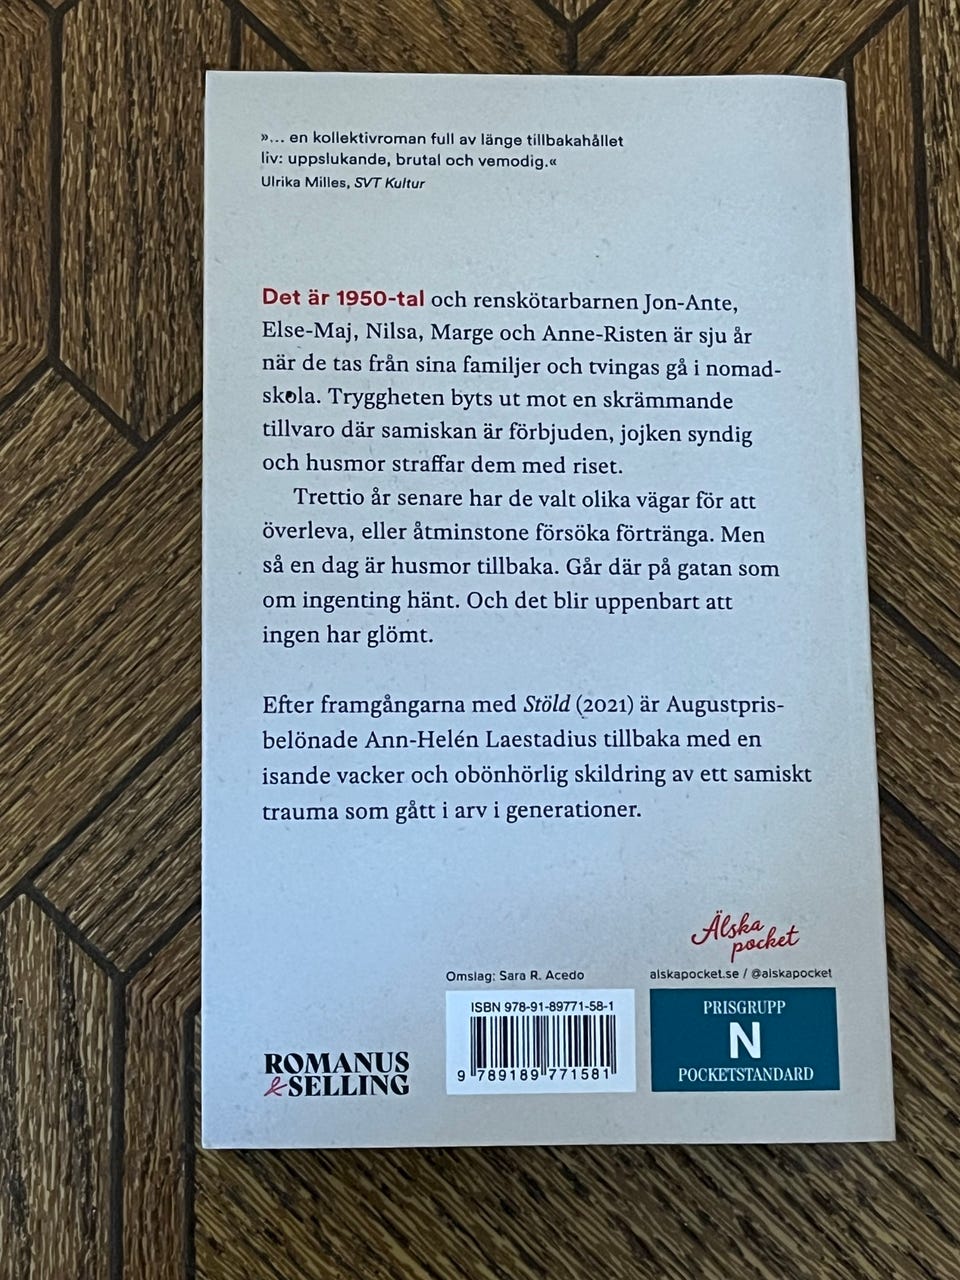 »... en kollektivroman full av länge tillbakahållet
liv: uppslukande, brutal och vemodig.«
Ulrika Milles, SVT Kultur
Det är 1950-tal och renskötarbarnen Jon-Ante,
Else-Maj, Nilsa, Marge och Anne-Risten är sju år
när de tas från sina familjer och tvingas gå i nomad-
skola. Tryggheten byts ut mot en skrämmande
tillvaro där samiskan är förbjuden, jojken syndig
och husmor straffar dem med riset.
Trettio år senare har de valt olika vägar för att
överleva, eller åtminstone försöka förtränga. Men
så en dag är husmor tillbaka. Går där på gatan som
om ingenting hänt. Och det blir uppenbart att
ingen har glömt.
Efter framgångarna med Stöld (2021) är Augustpris-
belönade Ann-Helén Laestadius tillbaka med en
isande vacker och obönhörlig skildring av ett samiskt
trauma som gått i arv i generationer.
Älska
pocket
Omslag: Sara R. Acedo
alskapocket.se / @alskapocket
ISBN 978-91-89771-58-1
9 789189 771581
PRISGRUPP
N
POCKETSTANDARD
ROMANUS
& SELLING